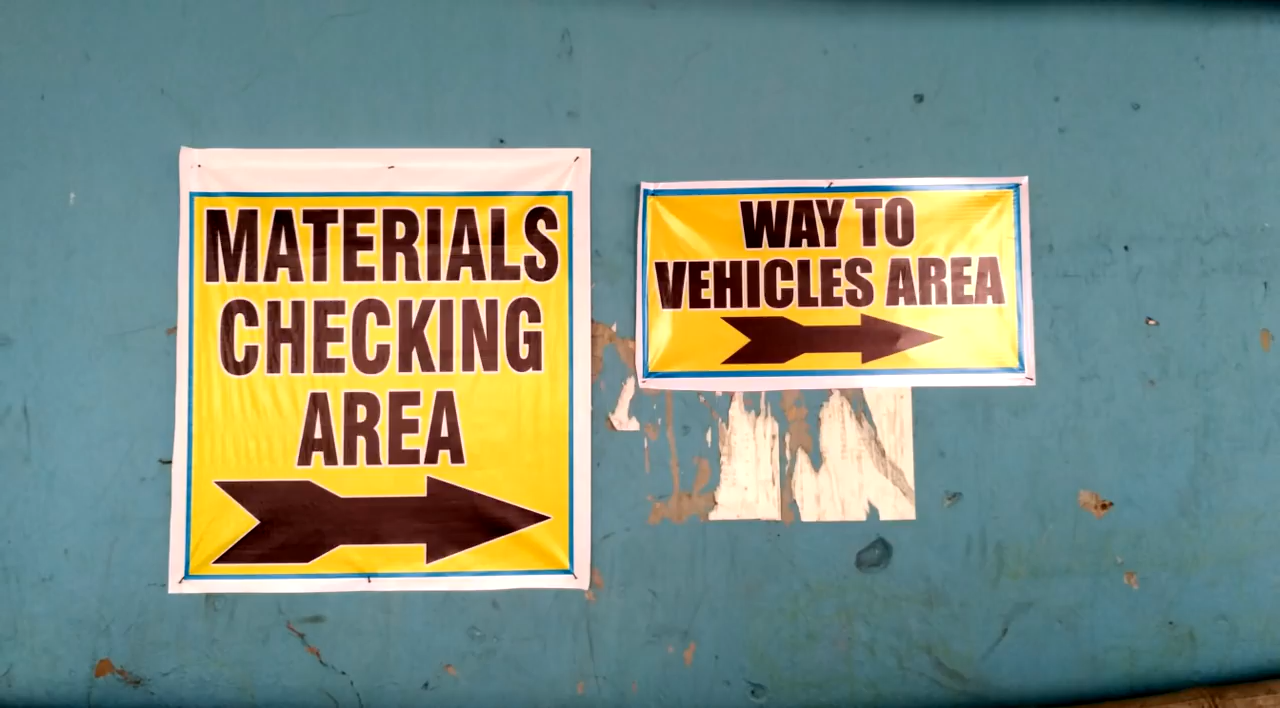 MATERIALS
CHECKING
AREA
WAY TO
VEHICLES AREA